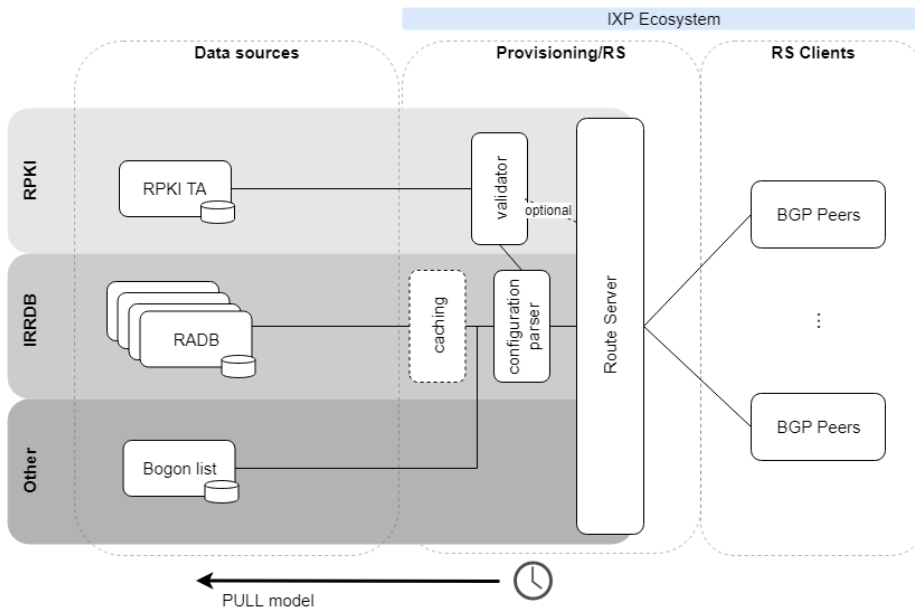 IXP Ecosystem
Data sources
Provisioning/RS
RS Clients
RPKI
RPKI TA
validator
optional
BGP Peers
IRRDB
RADB
caching
configuration
parser
Route Server
...
BGP Peers
Other
Bogon list
PULL model